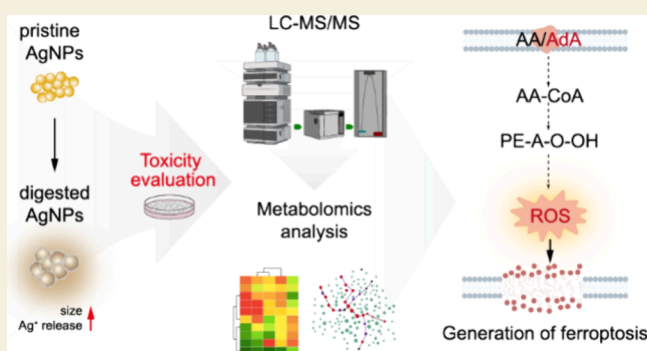 pristine
AgNPs
digested
AgNPs
size
Ag⁺ release
Toxicity
evaluation
LC-MS/MS
Metabolomics
analysis
AA/AdA
AA-CoA
PE-A-O-OH
ROS
Generation of ferroptosis